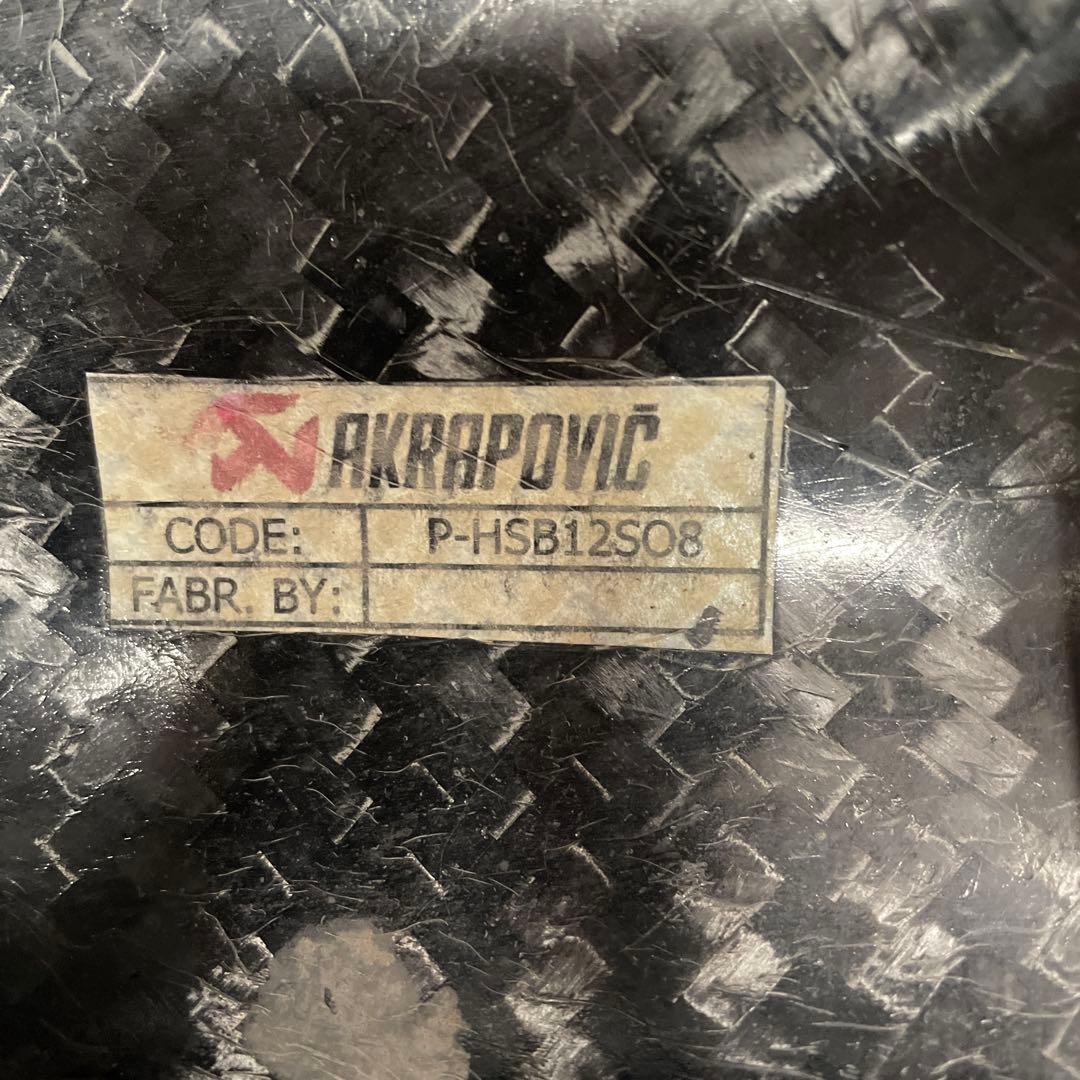 AKRAPOVIČ
CODE: P-HSB12SO8
FABR. BY: